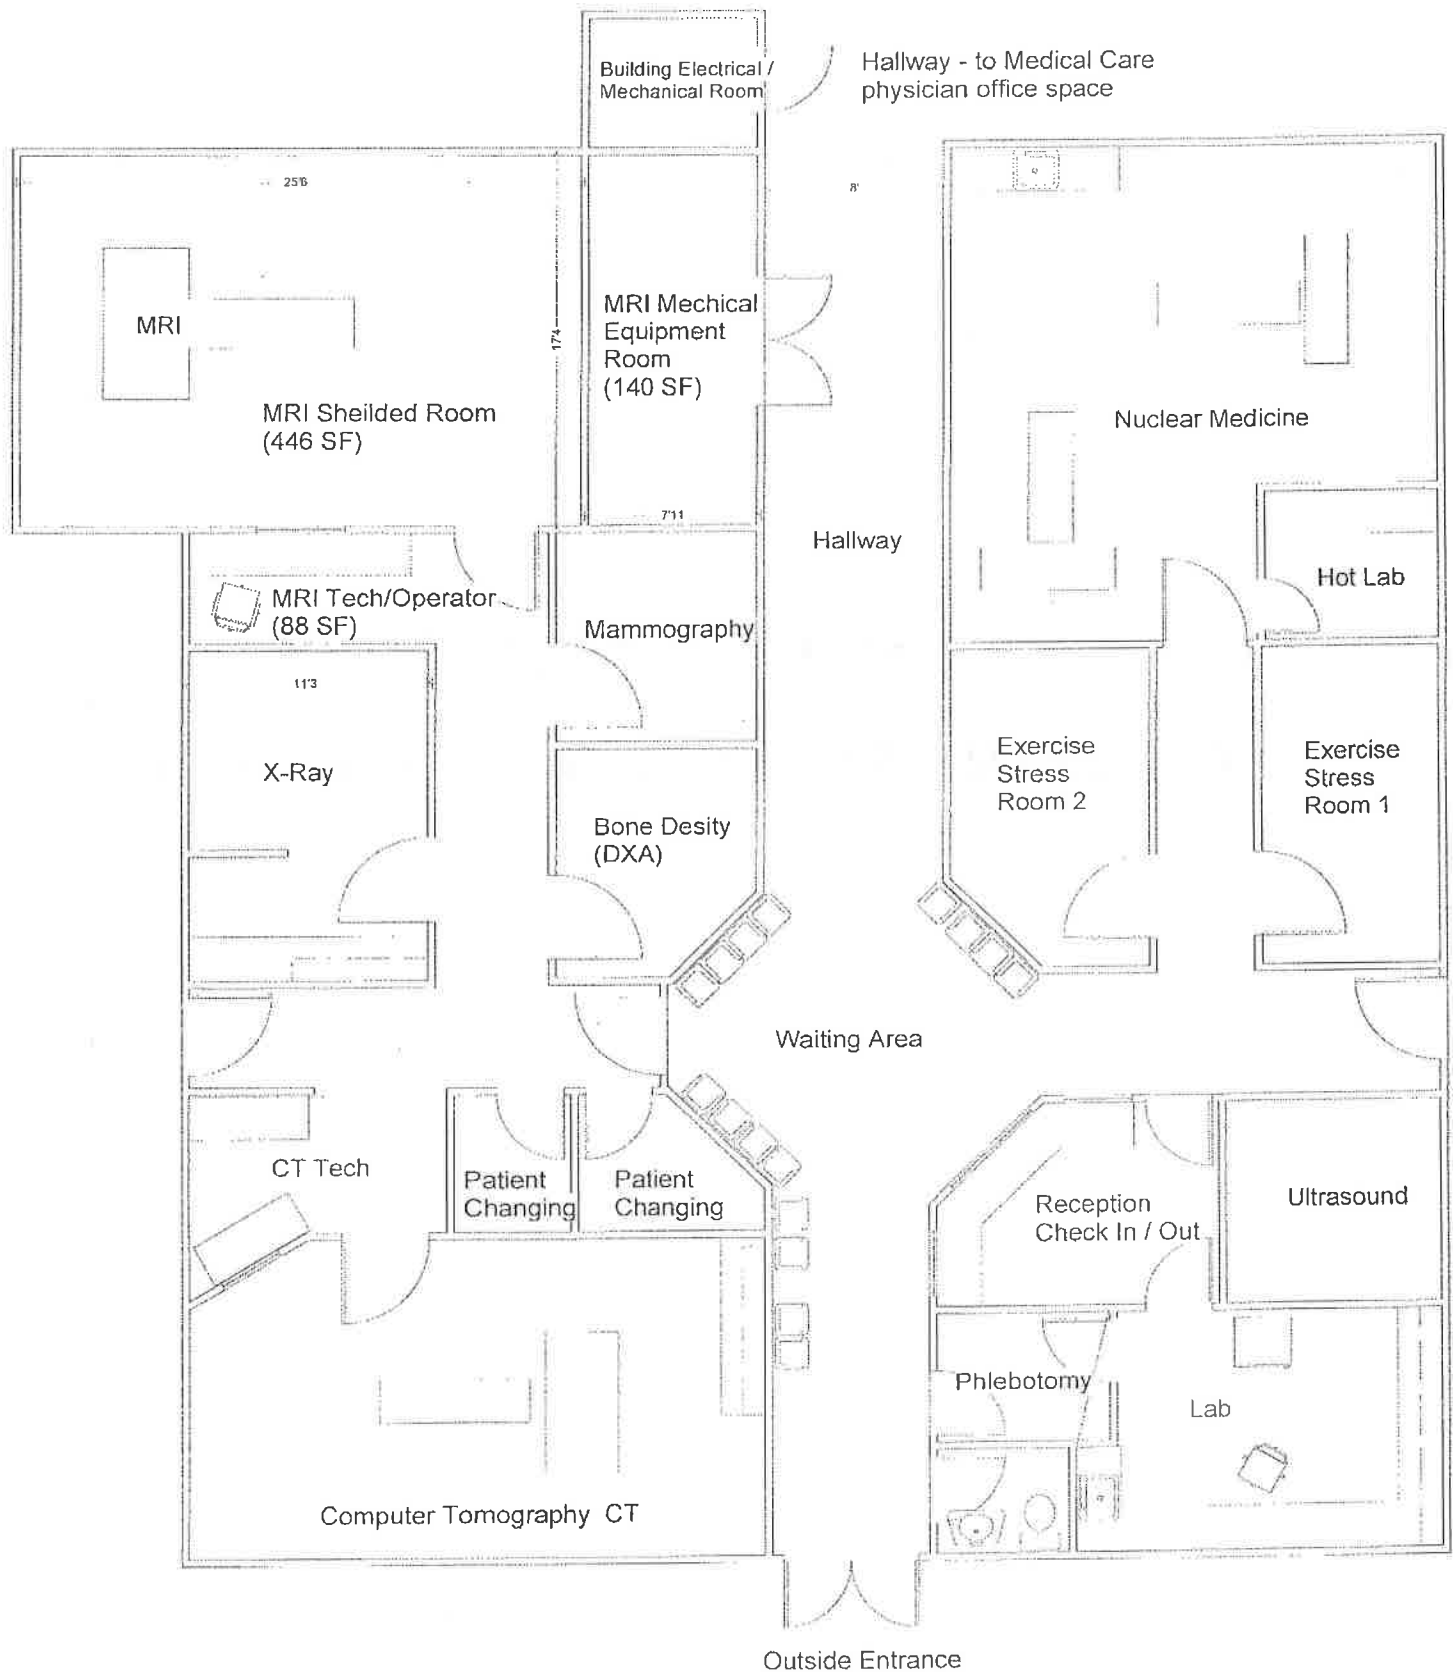 Building Electrical /
Mechanical Room
Hallway - to Medical Care
physician office space
25'6
8'
MRI
17'4
MRI Mechical
Equipment
Room
(140 SF)
MRI Sheilded Room
(446 SF)
Nuclear Medicine
7'11
Hallway
Hot Lab
MRI Tech/Operator
(88 SF)
Mammography
11'3
X-Ray
Exercise
Stress
Room 2
Exercise
Stress
Room 1
Bone Desity
(DXA)
Waiting Area
CT Tech
Patient
Changing
Patient
Changing
Reception
Check In / Out
Ultrasound
Phlebotomy
Lab
Computer Tomography CT
Outside Entrance